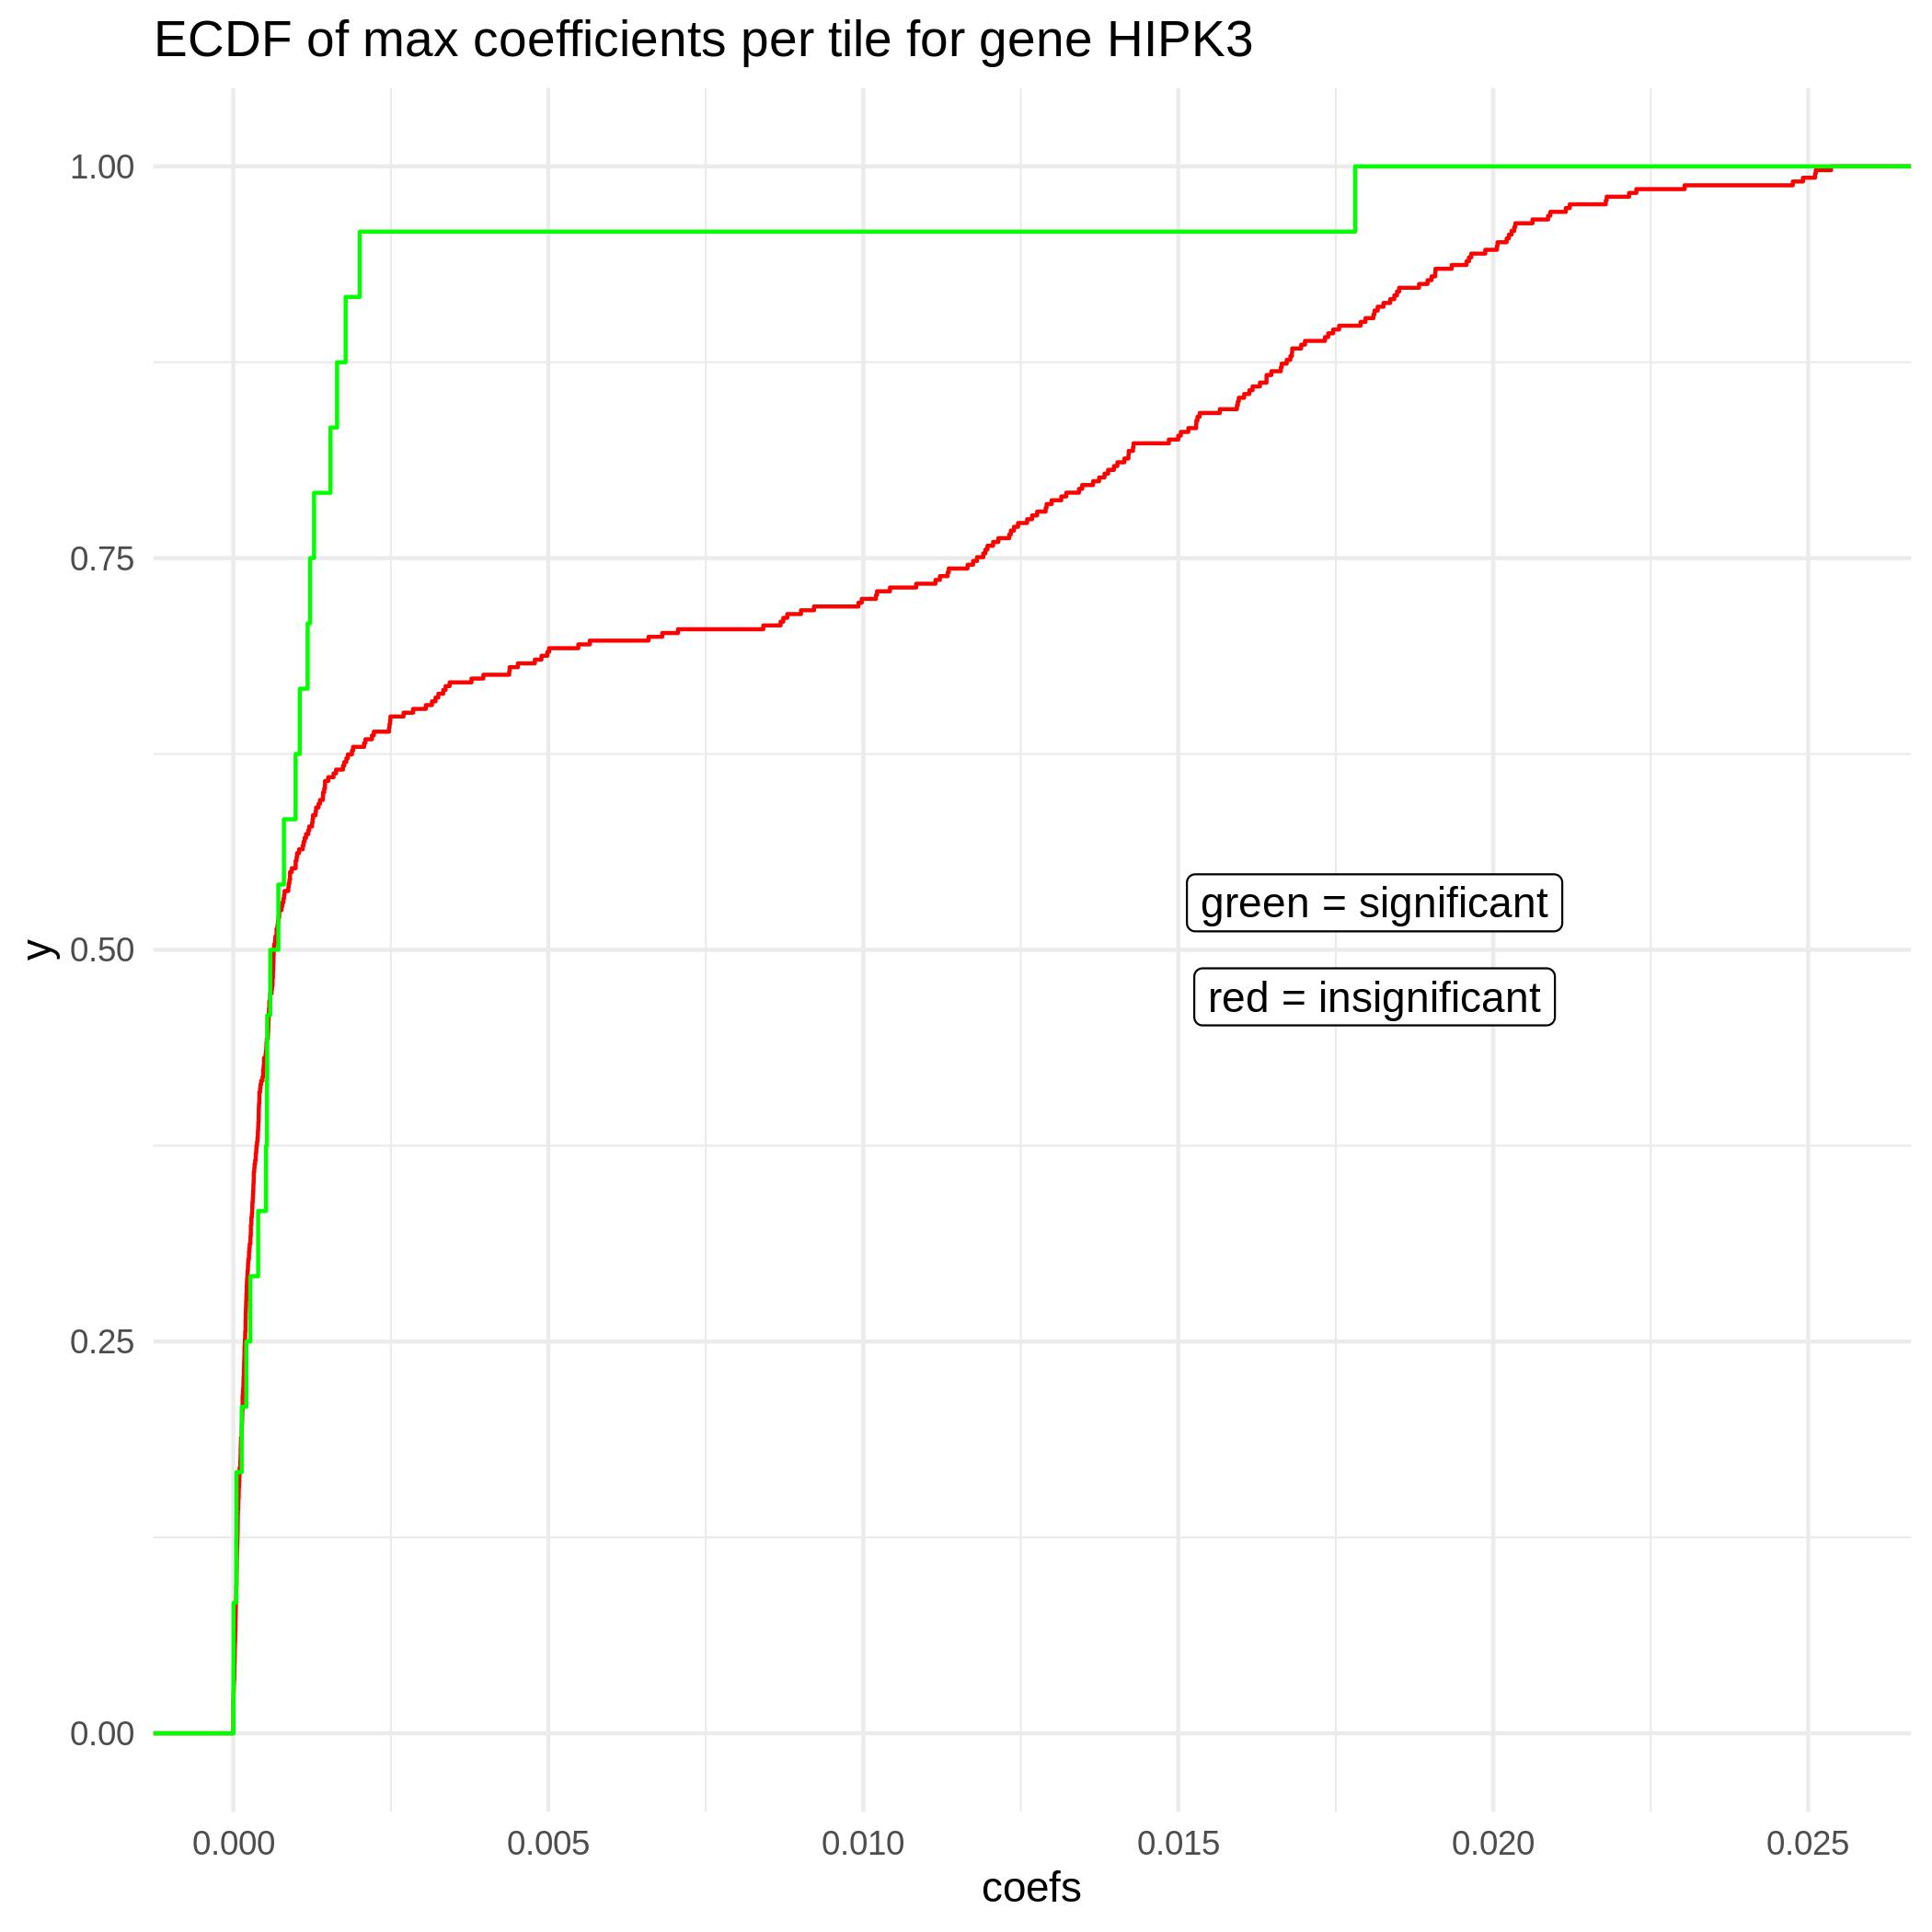 ECDF of max coefficients per tile for gene HIPK3
1.00
0.75
0.50
0.25
0.00
y
green = significant
red = insignificant
0.000 0.005 0.010 0.015 0.020 0.025
coefs